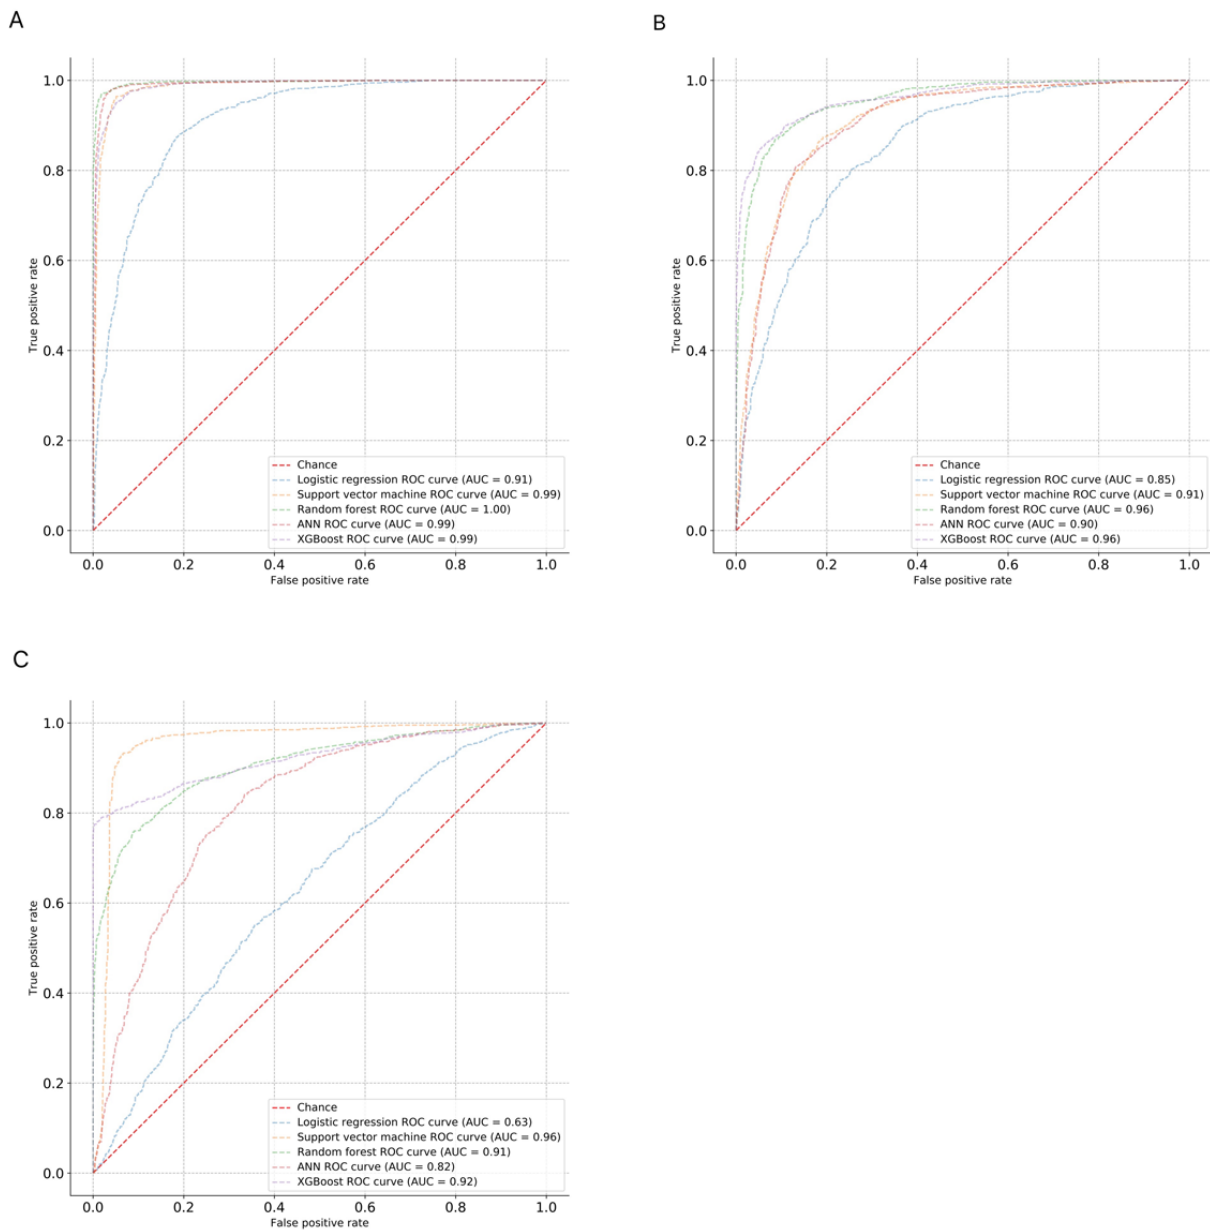 A
1.0
0.8
0.6
0.4
0.2
0.0
True positive rate
Chance
Logistic regression ROC curve (AUC = 0.91)
Support vector machine ROC curve (AUC = 0.99)
Random forest ROC curve (AUC = 1.00)
ANN ROC curve (AUC = 0.99)
XGBoost ROC curve (AUC = 0.99)
0.0 0.2 0.4 0.6 0.8 1.0
False positive rate
B
1.0
0.8
0.6
0.4
0.2
0.0
True positive rate
Chance
Logistic regression ROC curve (AUC = 0.85)
Support vector machine ROC curve (AUC = 0.91)
Random forest ROC curve (AUC = 0.96)
ANN ROC curve (AUC = 0.90)
XGBoost ROC curve (AUC = 0.96)
0.0 0.2 0.4 0.6 0.8 1.0
False positive rate
C
1.0
0.8
0.6
0.4
0.2
0.0
True positive rate
Chance
Logistic regression ROC curve (AUC = 0.63)
Support vector machine ROC curve (AUC = 0.96)
Random forest ROC curve (AUC = 0.91)
ANN ROC curve (AUC = 0.82)
XGBoost ROC curve (AUC = 0.92)
0.0 0.2 0.4 0.6 0.8 1.0
False positive rate